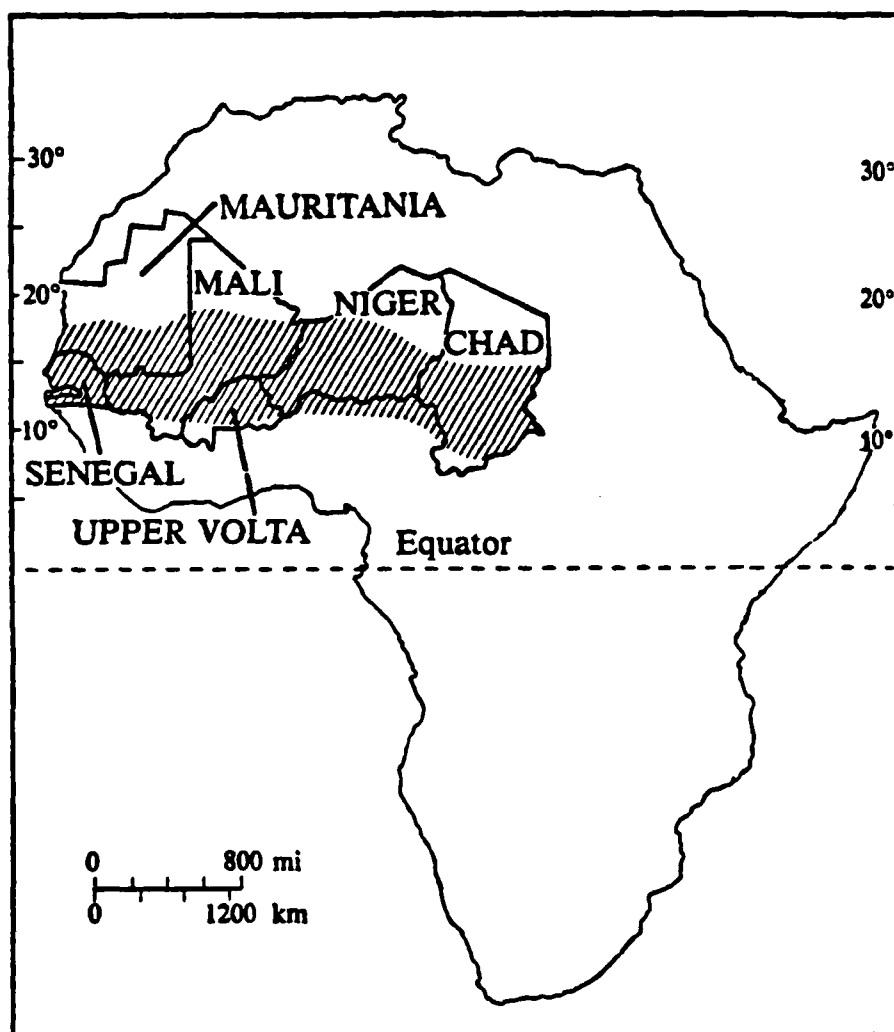 30°
30°
MAURITANIA
MALI
20°
NIGER
20°
CHAD
10°
10°
SENEGAL
UPPER VOLTA
Equator
0 800 mi
0 1200 km